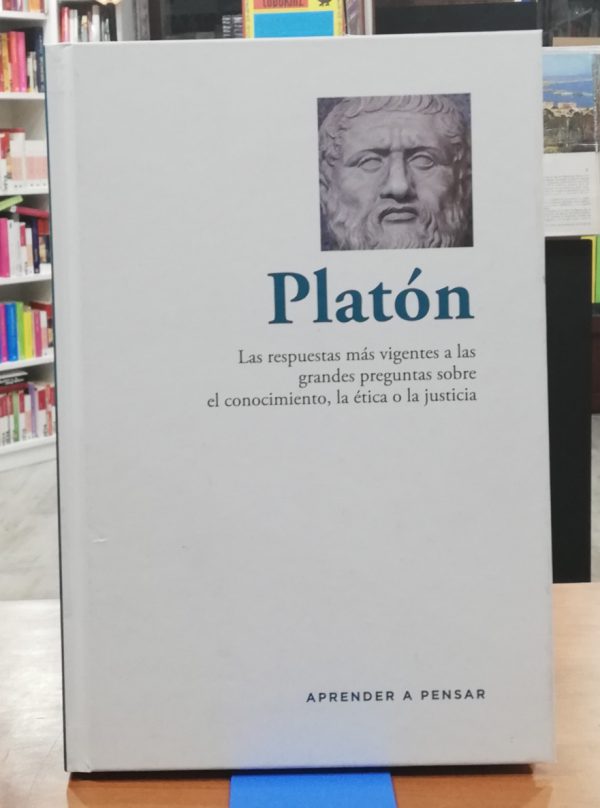 Platón
Las respuestas más vigentes a las
grandes preguntas sobre
el conocimiento, la ética o la justicia
APRENDER A PENSAR